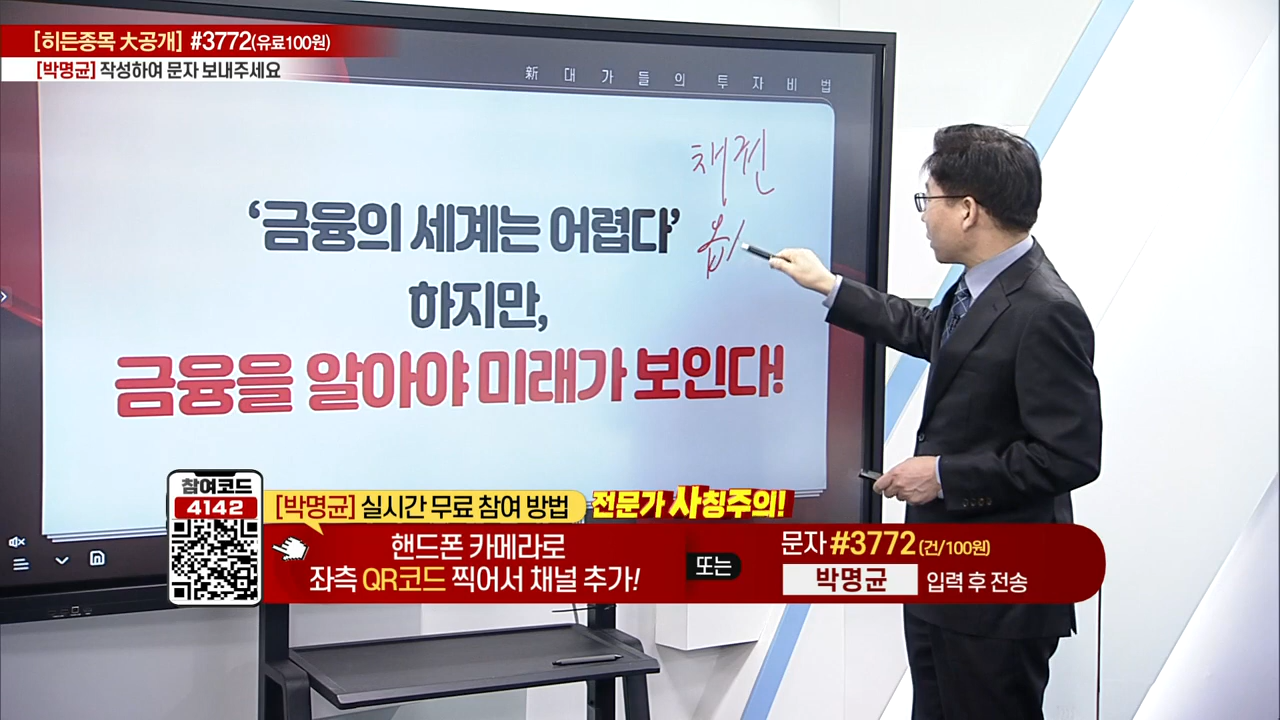 [히든종목 大공개] #3772(유료100원)
[박명균] 작성하여 문자 보내주세요
新 대가들의 투자비법
채권
'금융의 세계는 어렵다'
하지만,
금융을 알아야 미래가 보인다!
참여코드
4142
[박명균] 실시간 무료 참여 방법
전문가 사칭주의!
핸드폰 카메라로
좌측 QR코드 찍어서 채널 추가!
또는
문자 #3772 (건/100원)
박명균 입력 후 전송